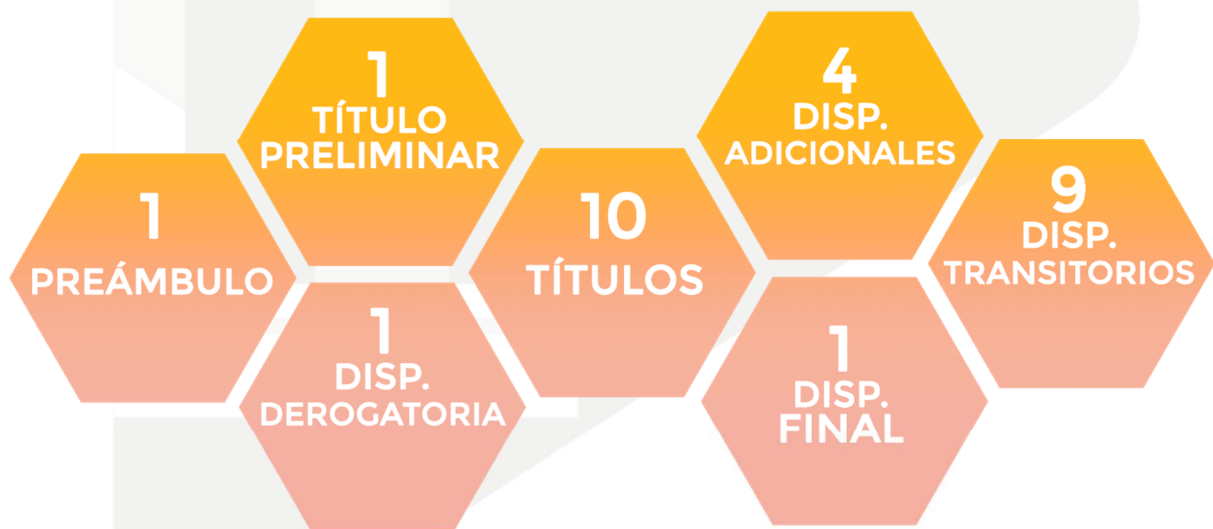 1
PREÁMBULO
1
TÍTULO
PRELIMINAR
1
DISP.
DEROGATORIA
10
TÍTULOS
4
DISP.
ADICIONALES
1
DISP.
FINAL
9
DISP.
TRANSITORIOS